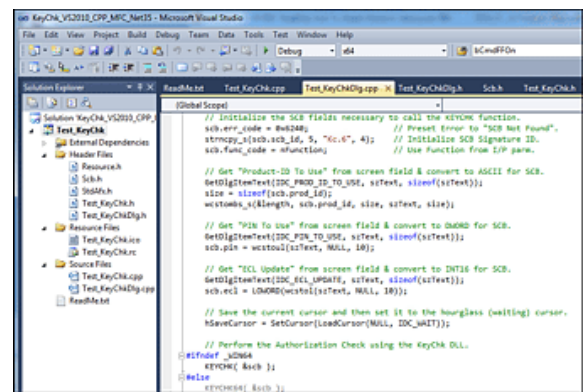 KeyChk_VS2010_CPP_MFC_Net35 - Microsoft Visual Studio
File Edit View Project Build Debug Team Data Tools Test Window Help
Debug x64 bCmdFFOn
Solution Explorer
ReadMe.txt Test_KeyChk.cpp Test_KeyChkDlg.cpp Test_KeyChkDlg.h Scb.h Test_KeyChk.h
(Global Scope)
Solution 'KeyChk_VS2010_CPP_
Test_KeyChk
External Dependencies
Header Files
Resource.h
Scb.h
StdAfx.h
Test_KeyChk.h
Test_KeyChkDlg.h
Resource Files
Test_KeyChk.ico
Test_KeyChk.rc
Source Files
Test_KeyChk.cpp
Test_KeyChkDlg.cpp
ReadMe.txt
// Initialize the SCB fields necessary to call the KEYCHK function.
scb.err_code = 0x6240; // Preset Error to "SCB Not Found".
strncpy_s(scb.scb_id, 5, "Kc.6", 4); // Initialize SCB Signature ID.
scb.func_code = nFunction; // Use Function from I/P parm.
// Get "Product-ID To Use" from screen field & convert to ASCII for SCB.
GetDlgItemText(IDC_PROD_ID_TO_USE, szText, sizeof(szText));
size = sizeof(scb.prod_id);
wcstombs_s(&length, scb.prod_id, size, szText, size);
// Get "PIN To Use" from screen field & convert to DWORD for SCB.
GetDlgItemText(IDC_PIN_TO_USE, szText, sizeof(szText));
scb.pin = wcstoul(szText, NULL, 10);
// Get "ECL Update" from screen field & convert to INT16 for SCB.
GetDlgItemText(IDC_ECL_UPDATE, szText, sizeof(szText));
scb.ecl = LOWORD(wcstol(szText, NULL, 10));
// Save the current cursor and then set it to the hourglass (waiting) cursor.
hSaveCursor = SetCursor(LoadCursor(NULL, IDC_WAIT));
// Perform the Authorization Check using the KeyChk DLL.
#ifndef _WIN64
KEYCHK( &scb );
#else
KEYCHK64( &scb );